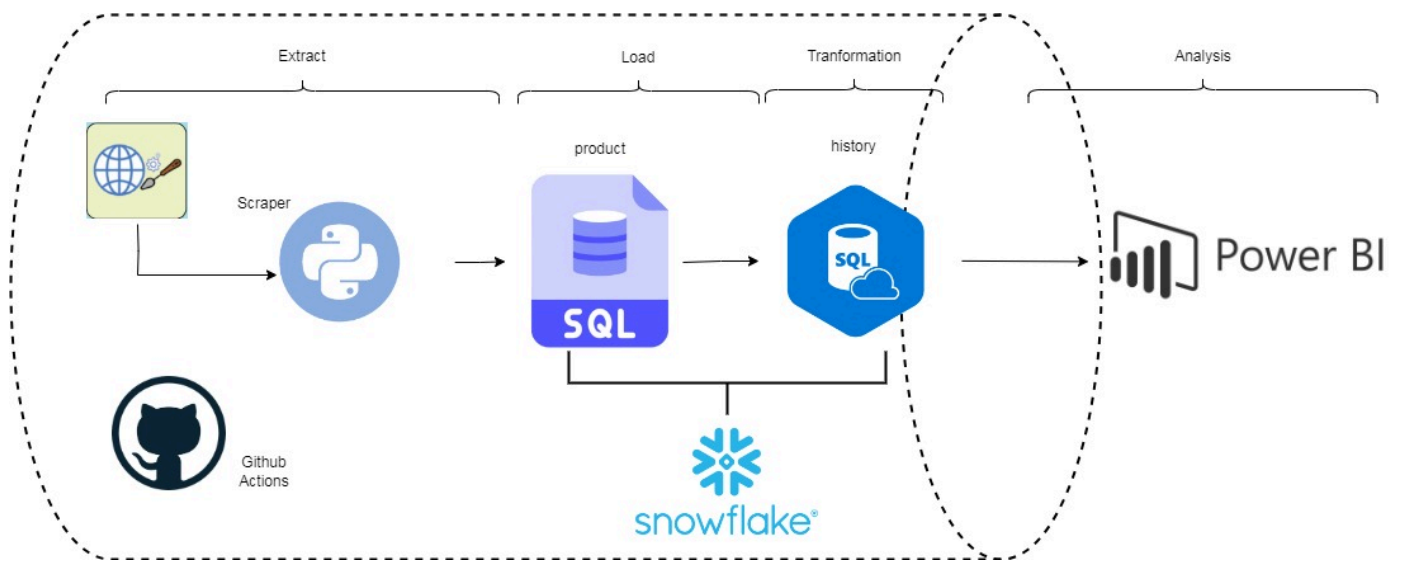 Extract
Load
Tranformation
Analysis
product
history
Scraper
SQL
SQL
Power BI
Github
Actions
snowflake®